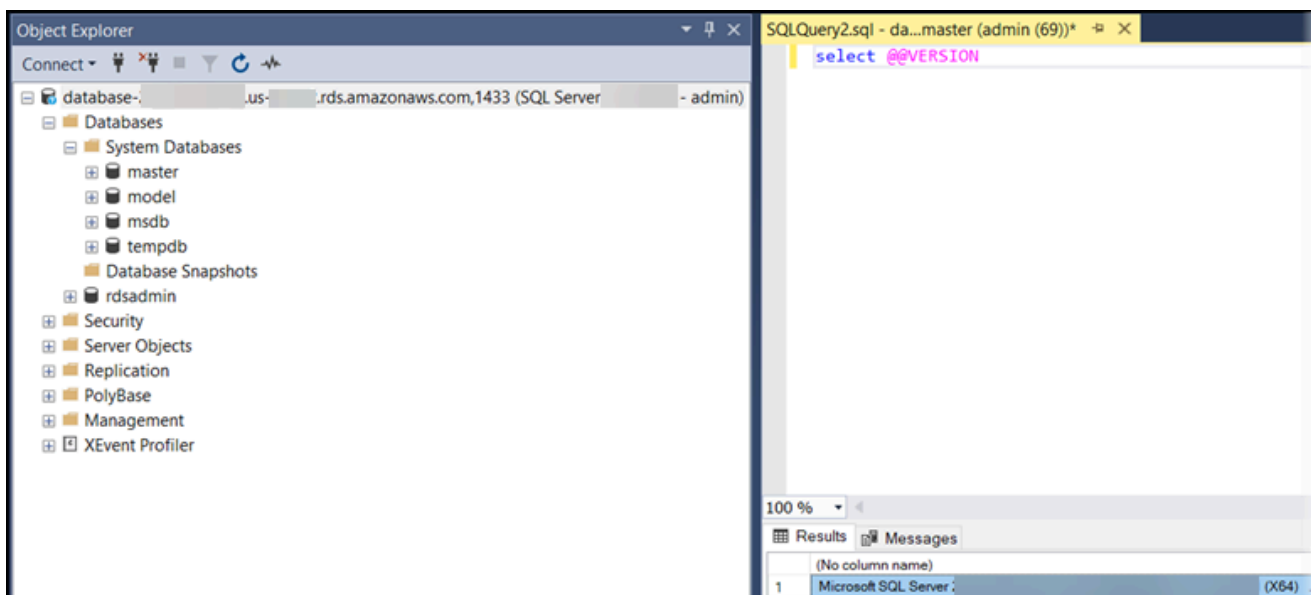 Object Explorer
Connect
database-
.us-
.rds.amazonaws.com,1433 (SQL Server
- admin)
Databases
System Databases
master
model
msdb
tempdb
Database Snapshots
rdsadmin
Security
Server Objects
Replication
PolyBase
Management
XEvent Profiler
SQLQuery2.sql - da...master (admin (69))*
select @@VERSION
100 %
Results Messages
(No column name)
1 Microsoft SQL Server (X64)